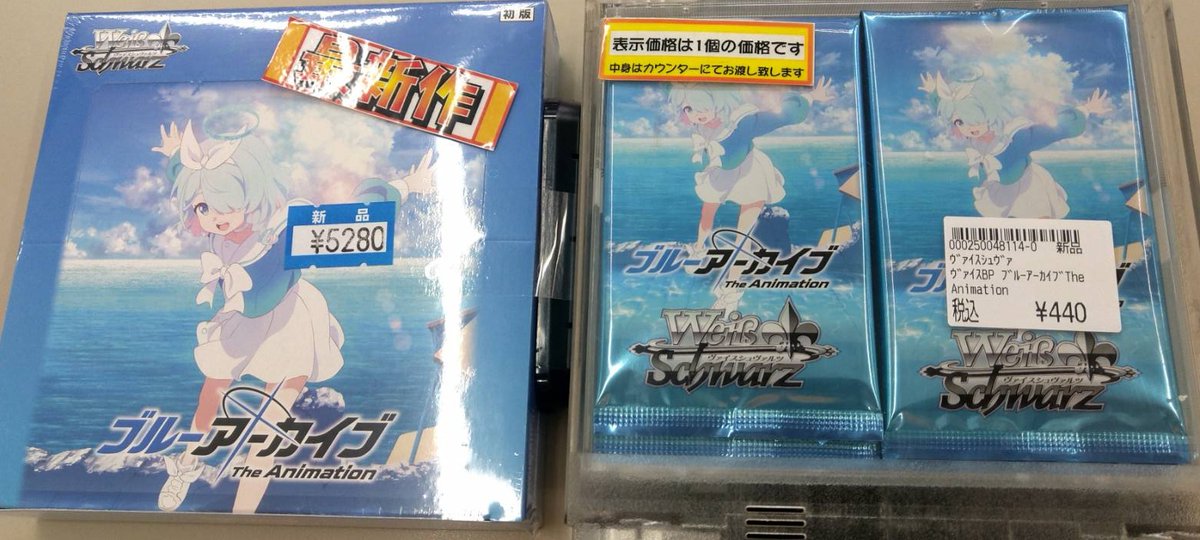 初版
Weiß
Schwarz
最新作
新品
¥5280
ブルーアーカイブ
The Animation
表示価格は1個の価格です
中身はカウンターにてお渡し致します
ブルーアーカイブ
The Animation
Weiß
ヴァイスシュヴァルツ
Schwarz
000250048114-0 新品
ヴァイスシュヴァ
ヴァイスBP ブルーアーカイブThe
Animation
税込 ¥440
Weiß
ヴァイスシュヴァルツ
Schwarz